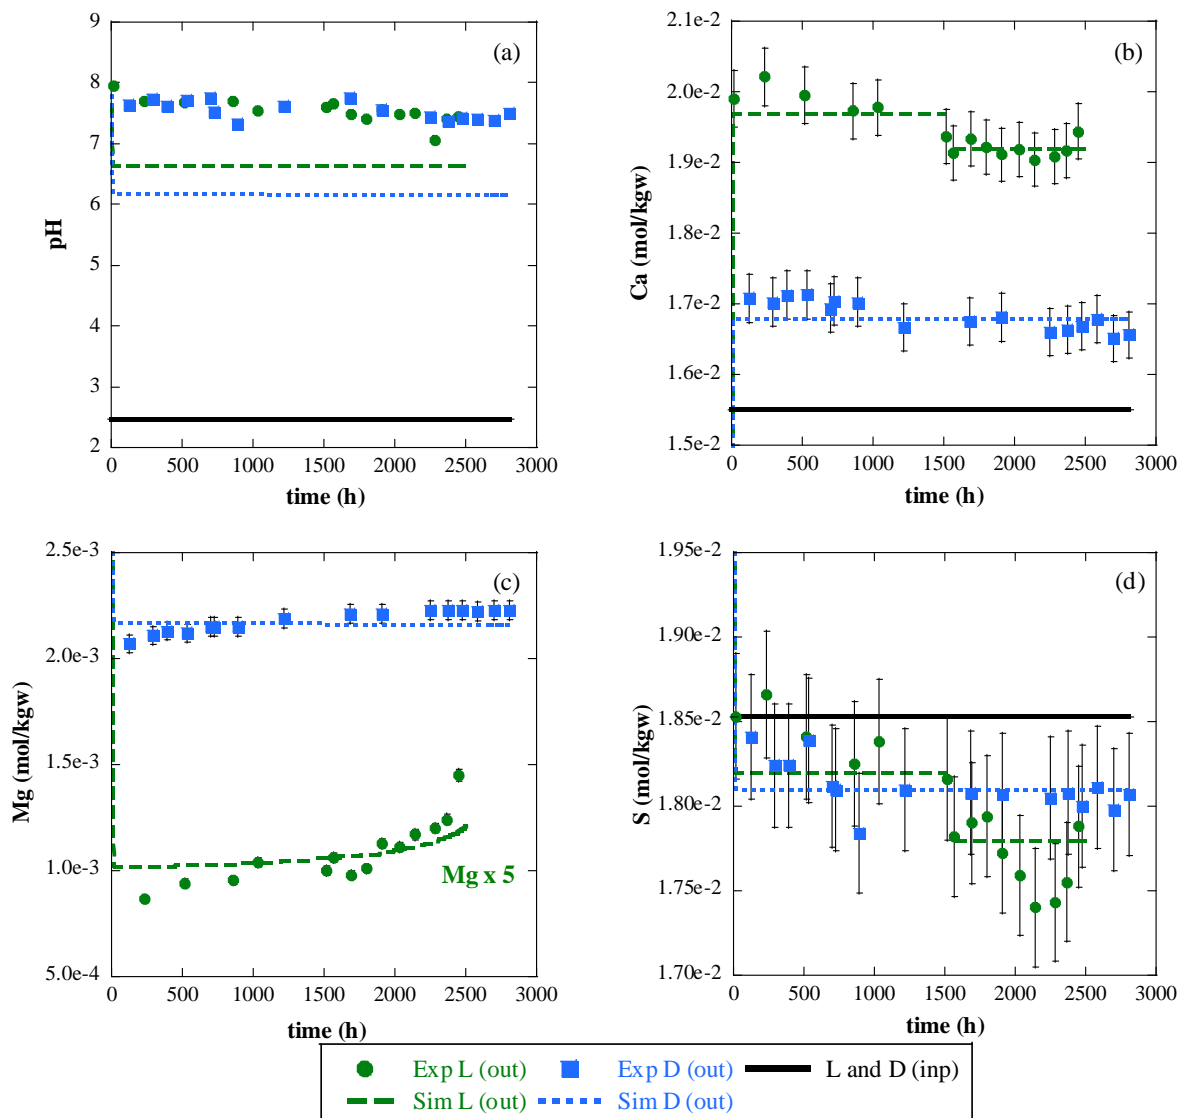 9
8
7
6
5
4
3
2
pH
(a)
0 500 1000 1500 2000 2500 3000
time (h)
2.1e-2
2.0e-2
1.9e-2
1.8e-2
1.7e-2
1.6e-2
1.5e-2
Ca (mol/kgw)
(b)
0 500 1000 1500 2000 2500 3000
time (h)
2.5e-3
2.0e-3
1.5e-3
1.0e-3
5.0e-4
Mg (mol/kgw)
(c)
Mg x 5
0 500 1000 1500 2000 2500 3000
time (h)
1.95e-2
1.90e-2
1.85e-2
1.80e-2
1.75e-2
1.70e-2
S (mol/kgw)
(d)
0 500 1000 1500 2000 2500 3000
time (h)
Exp L (out) Exp D (out) L and D (inp)
Sim L (out) Sim D (out)